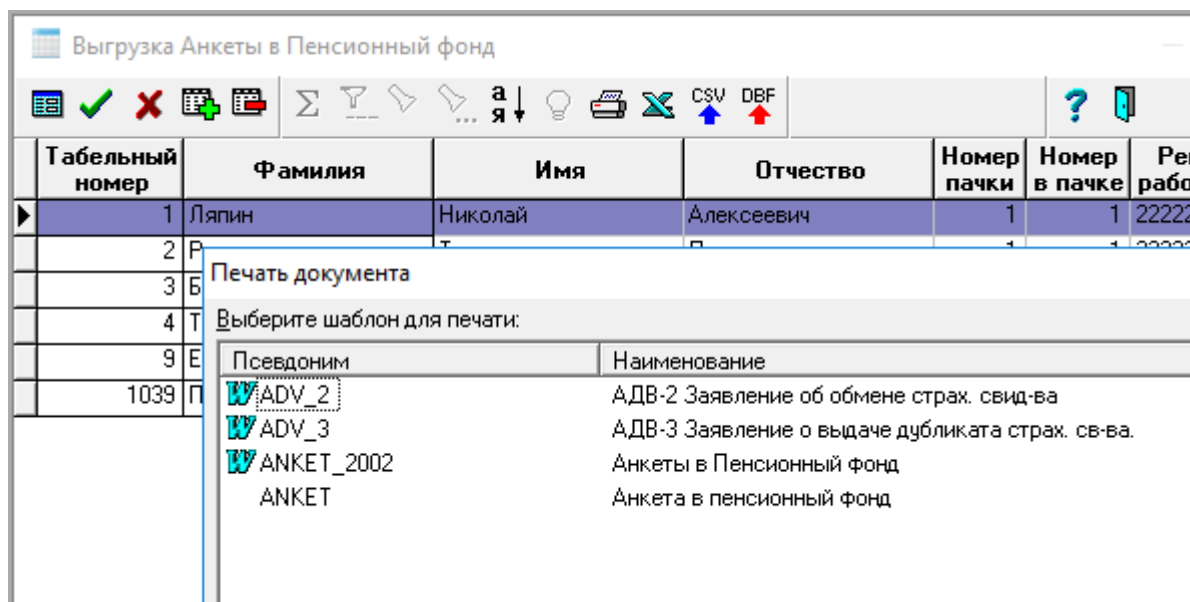 Выгрузка Анкеты в Пенсионный фонд
Σ а я ... CSV DBF ?
Табельный номер Фамилия Имя Отчество Номер пачки Номер в пачке
1 Ляпин Николай Алексеевич 1 1 22222
2
3 Б
4 Т
9 Е
1039 П
Печать документа
Выберите шаблон для печати:
Псевдоним Наименование
W ADV_2 АДВ-2 Заявление об обмене страх. свид-ва
W ADV_3 АДВ-3 Заявление о выдаче дубликата страх. св-ва.
W ANKET_2002 Анкеты в Пенсионный фонд
ANKET Анкета в пенсионный фонд